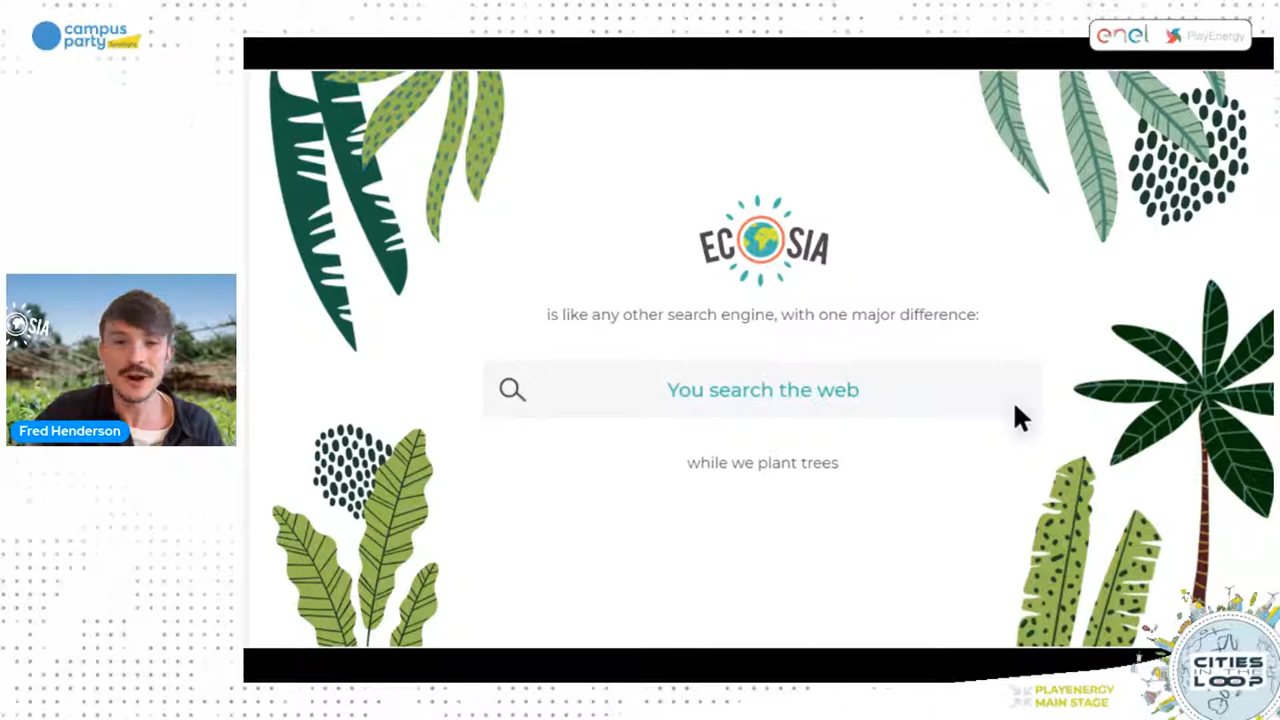 campus
party
enel PlayEnergy
ECOSIA
is like any other search engine, with one major difference:
You search the web
while we plant trees
SIA
Fred Henderson
PLAYENERGY
MAIN STAGE
CITIES
IN THE
LOOP